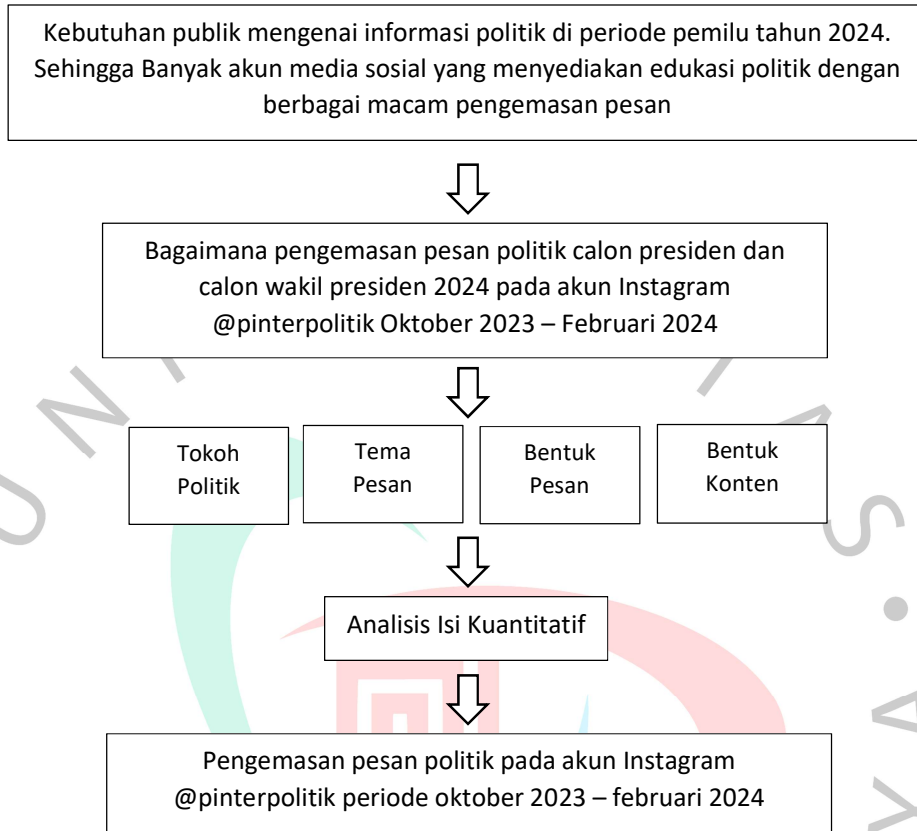 Kebutuhan publik mengenai informasi politik di periode pemilu tahun 2024.
Sehingga Banyak akun media sosial yang menyediakan edukasi politik dengan
berbagai macam pengemasan pesan
Bagaimana pengemasan pesan politik calon presiden dan
calon wakil presiden 2024 pada akun Instagram
@pinterpolitik Oktober 2023 – Februari 2024
Tokoh
Politik
Tema
Pesan
Bentuk
Pesan
Bentuk
Konten
Analisis Isi Kuantitatif
Pengemasan pesan politik pada akun Instagram
@pinterpolitik periode oktober 2023 – februari 2024